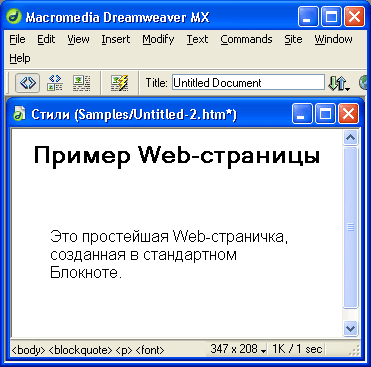 Macromedia Dreamweaver MX
File Edit View Insert Modify Text Commands Site Window
Help
Title: Untitled Document
Стили (Samples/Untitled-2.htm*)
Пример Web-страницы
Это простейшая Web-страничка,
созданная в стандартном
Блокноте.
<body> <blockquote> <p> <font> 347 x 208 1K / 1 sec